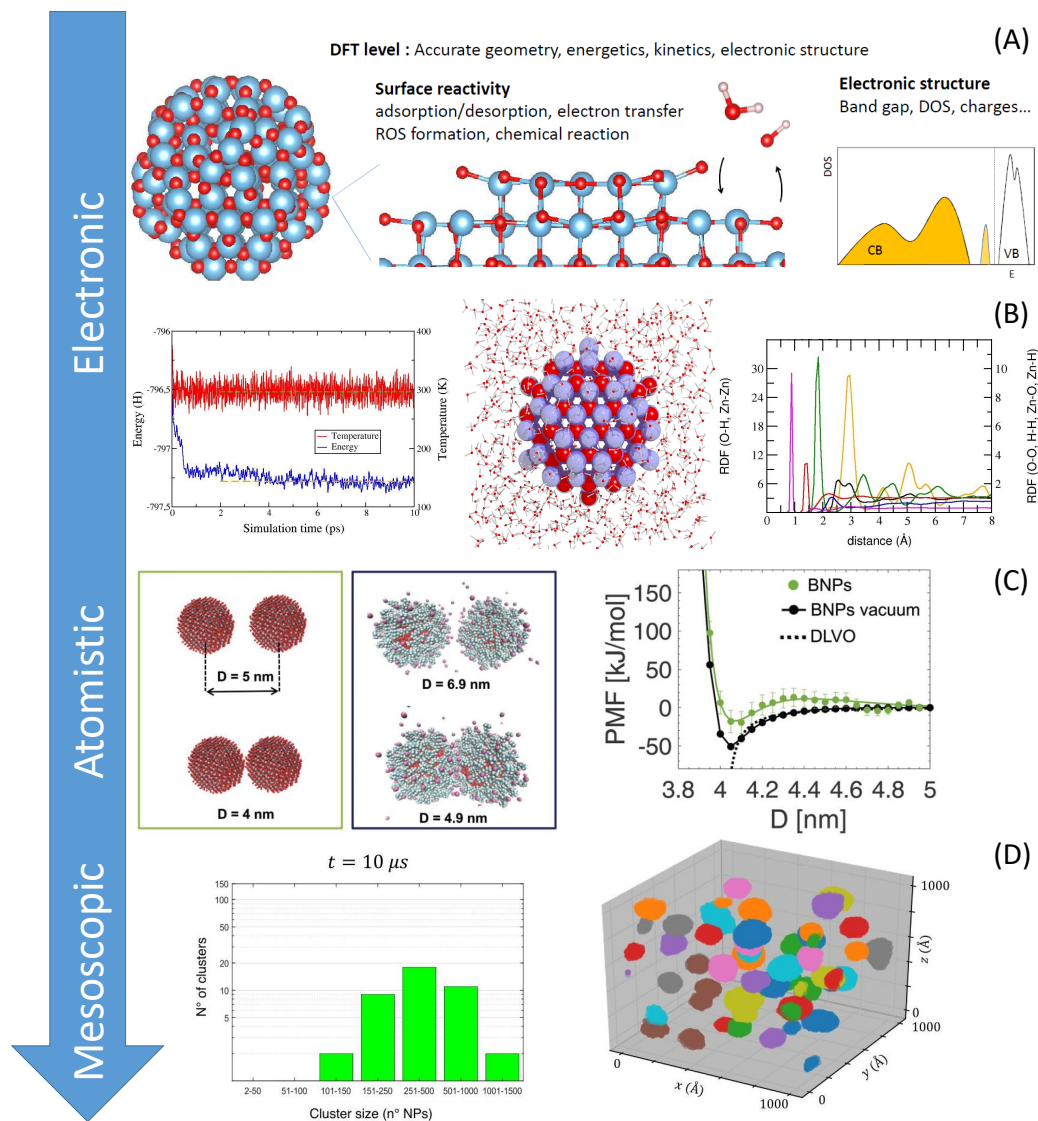 Electronic
Atomistic
Mesoscopic
(A)
DFT level : Accurate geometry, energetics, kinetics, electronic structure
Surface reactivity
adsorption/desorption, electron transfer
ROS formation, chemical reaction
Electronic structure
Band gap, DOS, charges...
DOS
CB
VB
E
(B)
-796
-796.5
-797
-797.5
Energy (H)
400
300
200
100
Temperature (K)
Temperature
Energy
0
2
4
6
8
10
Simulation time (ps)
RDF (O-H, Zn-Zn)
30
24
18
12
6
10
8
6
4
2
RDF (O-O, H-H, Zn-O, Zn-H)
0
1
2
3
4
5
6
7
8
distance (Å)
(C)
D = 5 nm
D = 4 nm
D = 6.9 nm
D = 4.9 nm
PMF [kJ/mol]
150
100
50
0
-50
BNPs
BNPs vacuum
DLVO
3.8
4
4.2
4.4
4.6
4.8
5
D [nm]
(D)
t = 10 μs
N° of clusters
150
100
50
20
10
5
2-50
51-100
101-150
151-250
251-500
501-1000
1001-1500
Cluster size (n° NPs)
1000
z (Å)
0
1000
y (Å)
0
0
x (Å)
1000